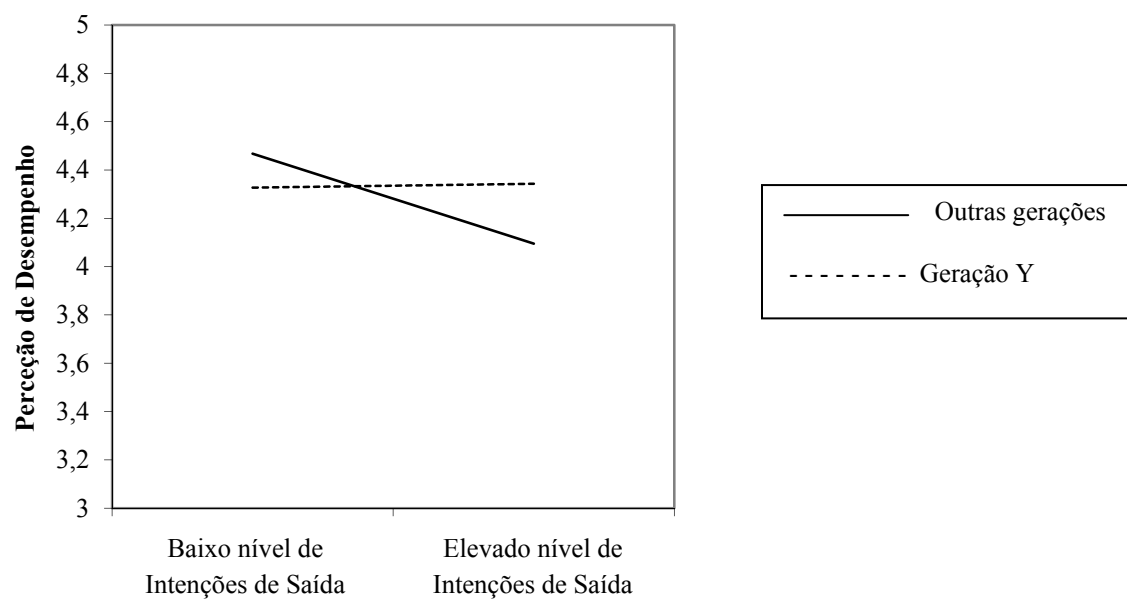 5
4,8
4,6
4,4
4,2
4
3,8
3,6
3,4
3,2
3
Perceção de Desempenho
Baixo nível de
Intenções de Saída
Elevado nível de
Intenções de Saída
Outras gerações
Geração Y